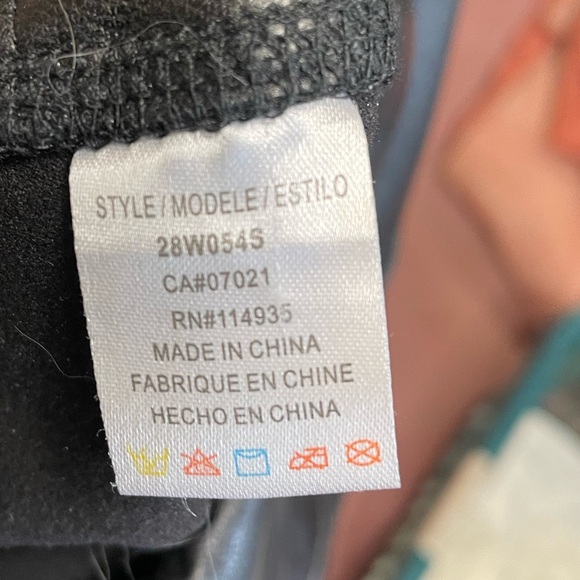 STYLE/MODELE/ESTILO
28W054S
CA#07021
RN#114935
MADE IN CHINA
FABRIQUE EN CHINE
HECHO EN CHINA